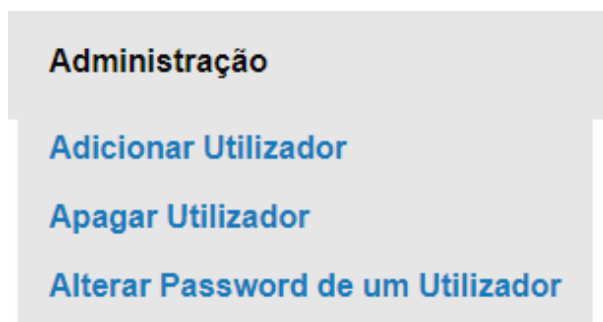 Administração
Adicionar Utilizador
Apagar Utilizador
Alterar Password de um Utilizador